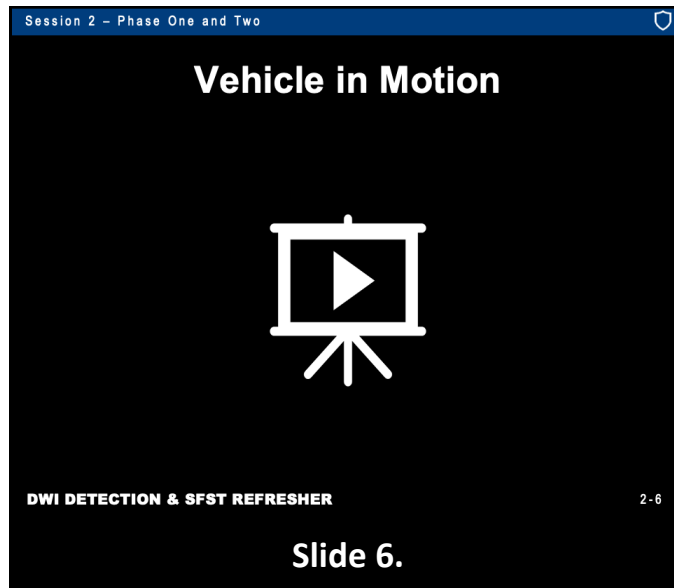 Session 2 – Phase One and Two
Vehicle in Motion
DWI DETECTION & SFST REFRESHER
2-6
Slide 6.